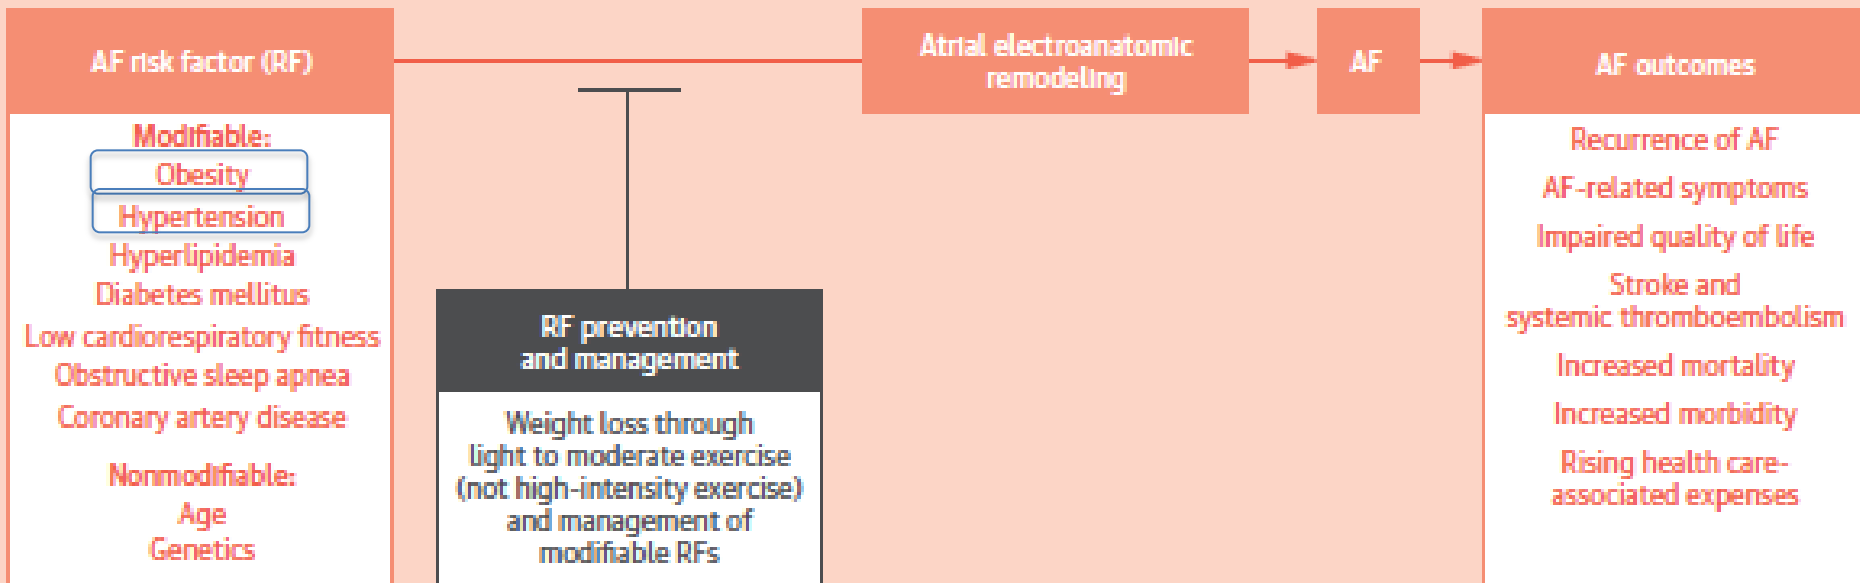 AF risk factor (RF)
Modifiable:
Obesity
Hypertension
Hyperlipidemia
Diabetes mellitus
Low cardiorespiratory fitness
Obstructive sleep apnea
Coronary artery disease
Nonmodifiable:
Age
Genetics
RF prevention
and management
Weight loss through
light to moderate exercise
(not high-intensity exercise)
and management of
modifiable RFs
Atrial electroanatomic
remodeling
AF
AF outcomes
Recurrence of AF
AF-related symptoms
Impaired quality of life
Stroke and
systemic thromboembolism
Increased mortality
Increased morbidity
Rising health care-
associated expenses